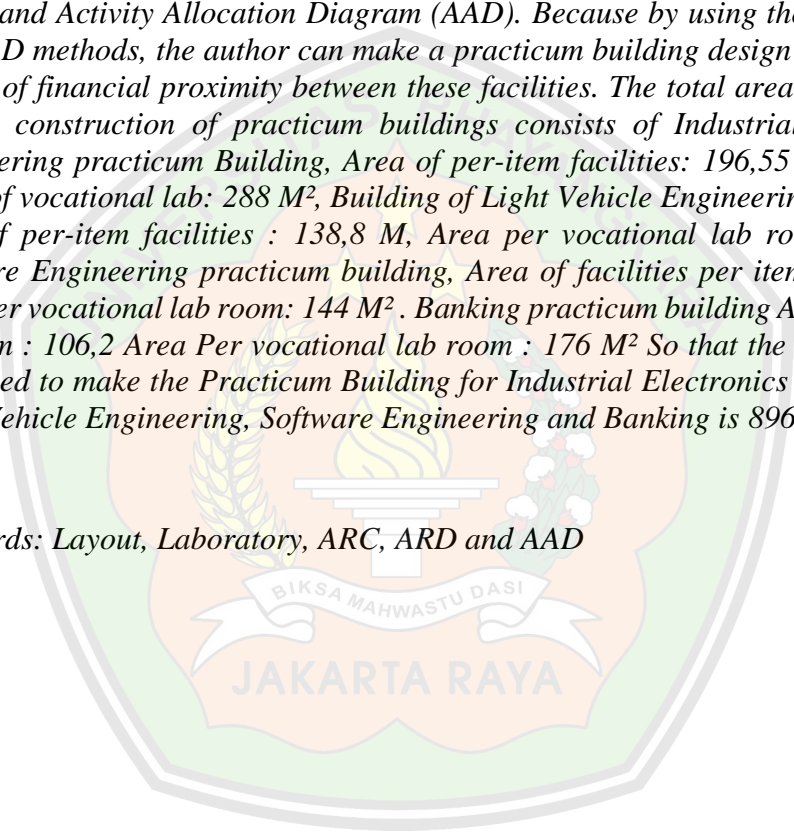 and Activity Allocation Diagram (AAD). Because by using the
D methods, the author can make a practicum building design
of financial proximity between these facilities. The total area
construction of practicum buildings consists of Industrial
ering practicum Building, Area of per-item facilities: 196,55
of vocational lab: 288 M², Building of Light Vehicle Engineerin
f per-item facilities : 138,8 M, Area per vocational lab ro
re Engineering practicum building, Area of facilities per item
er vocational lab room: 144 M² . Banking practicum building A
n : 106,2 Area Per vocational lab room : 176 M² So that the
ed to make the Practicum Building for Industrial Electronics
ehicle Engineering, Software Engineering and Banking is 896
rds: Layout, Laboratory, ARC, ARD and AAD
BIKSA MAHWASTU DASI
JAKARTA RAYA